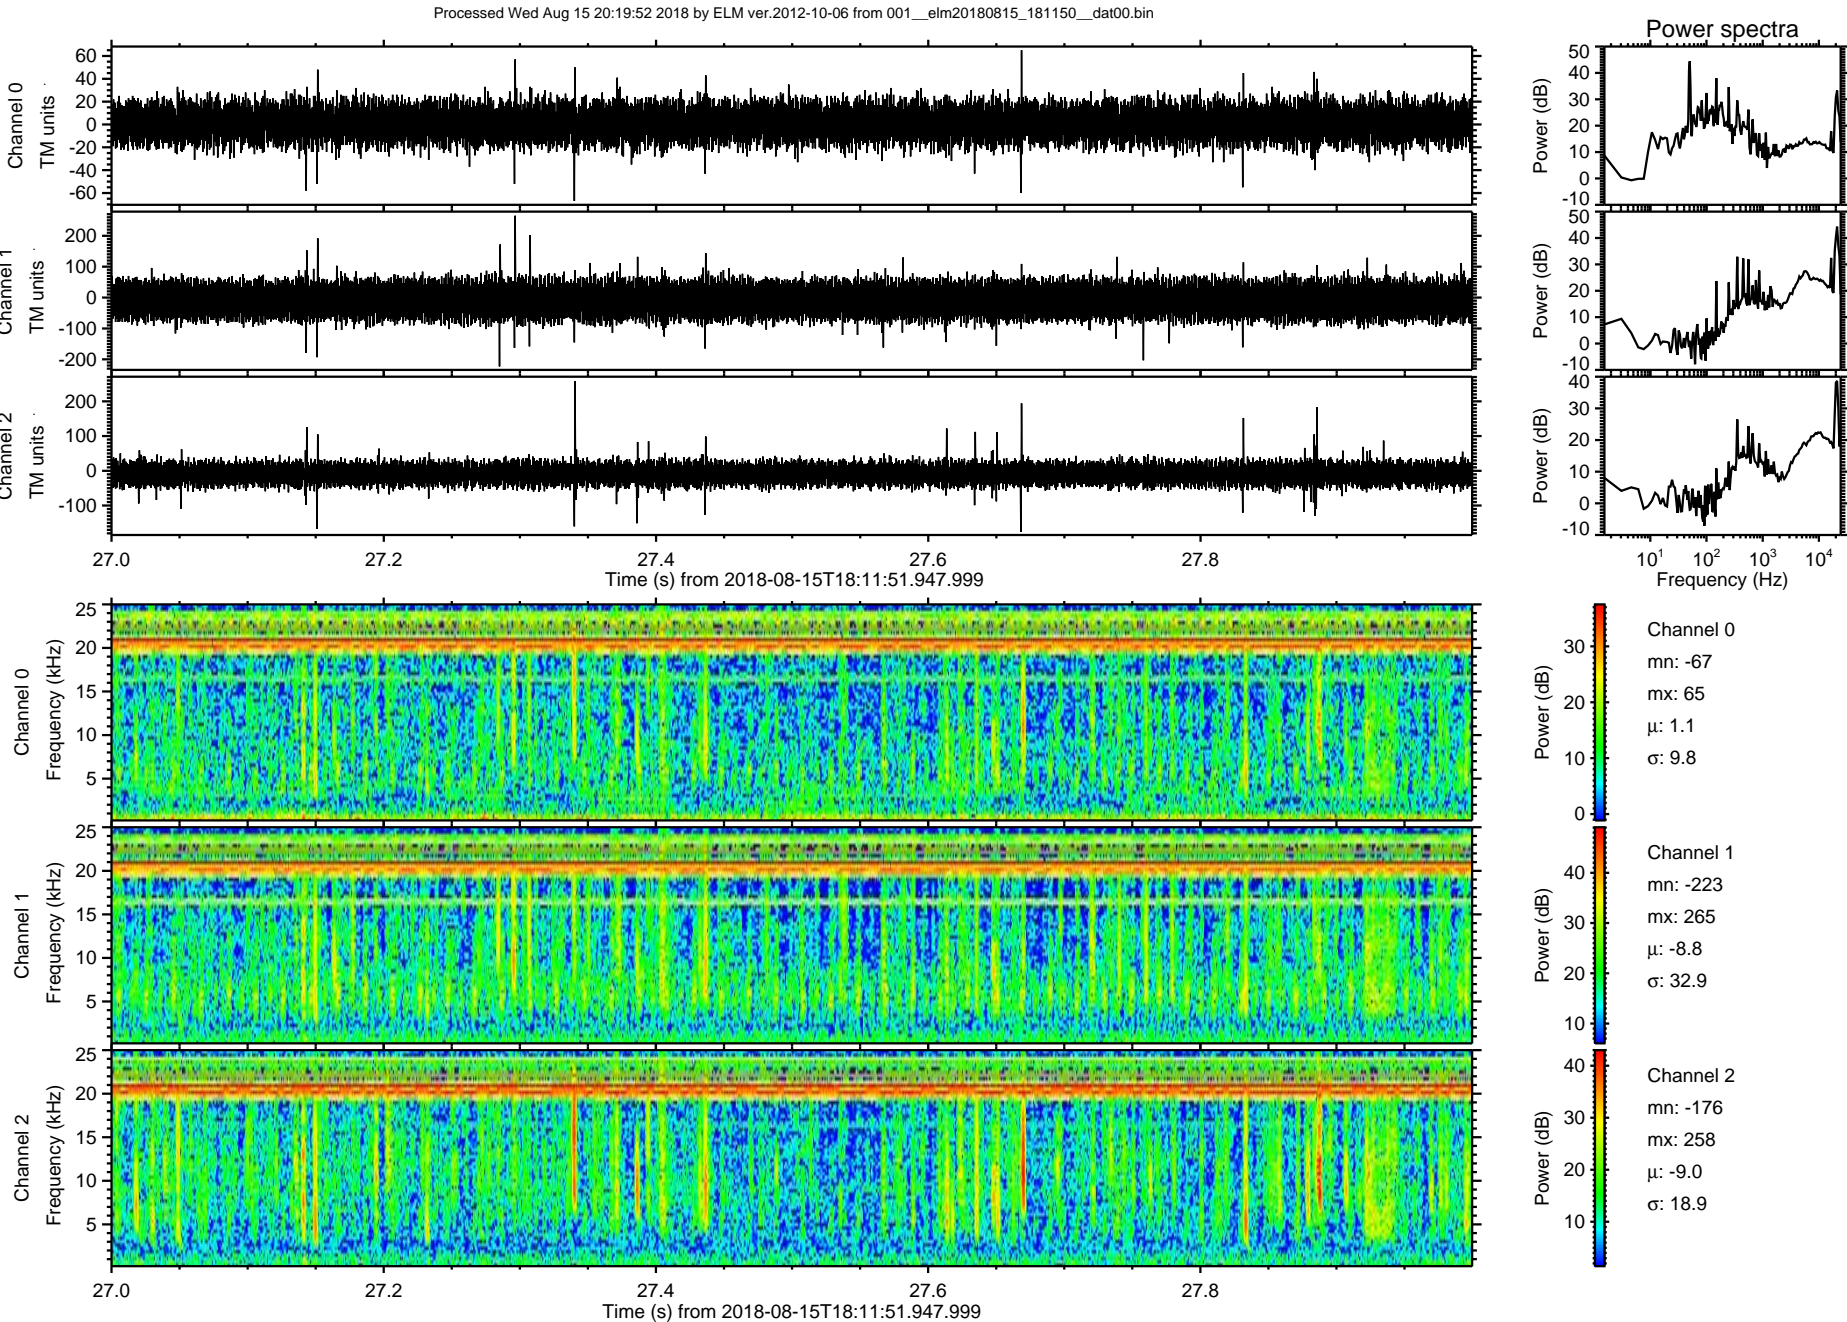 Processed Wed Aug 15 20:19:52 2018 by ELM ver.2012-10-06 from 001__elm20180815_181150__dat00.bin
Power spectra
Channel 0
TM units
60
40
20
0
-20
-40
-60
Power (dB)
50
40
30
20
10
0
-10
Channel 1
TM units
200
100
0
-100
-200
Power (dB)
50
40
30
20
10
0
-10
Channel 2
TM units
200
100
0
-100
Power (dB)
40
30
20
10
0
-10
27.0 27.2 27.4 27.6 27.8
Time (s) from 2018-08-15T18:11:51.947.999
10¹ 10² 10³ 10⁴
Frequency (Hz)
Channel 0
Frequency (kHz)
25
20
15
10
5
Power (dB)
30
20
10
0
Channel 0
mn: -67
mx: 65
μ: 1.1
σ: 9.8
Channel 1
Frequency (kHz)
25
20
15
10
5
Power (dB)
40
30
20
10
Channel 1
mn: -223
mx: 265
μ: -8.8
σ: 32.9
Channel 2
Frequency (kHz)
25
20
15
10
5
Power (dB)
40
30
20
10
Channel 2
mn: -176
mx: 258
μ: -9.0
σ: 18.9
27.0 27.2 27.4 27.6 27.8
Time (s) from 2018-08-15T18:11:51.947.999